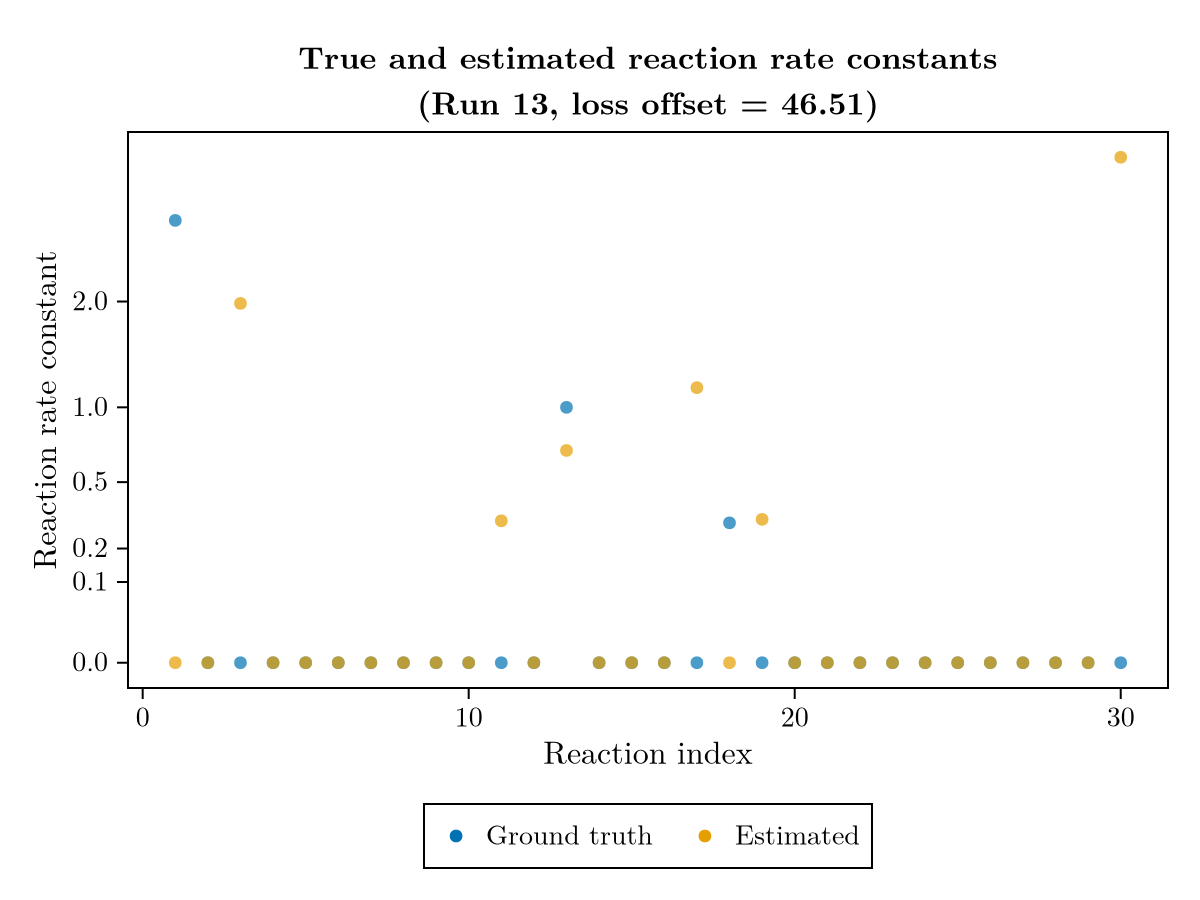 True and estimated reaction rate constants
(Run 13, loss offset = 46.51)
Reaction rate constant
2.0
1.0
0.5
0.2
0.1
0.0
0 10 20 30
Reaction index
Ground truth Estimated